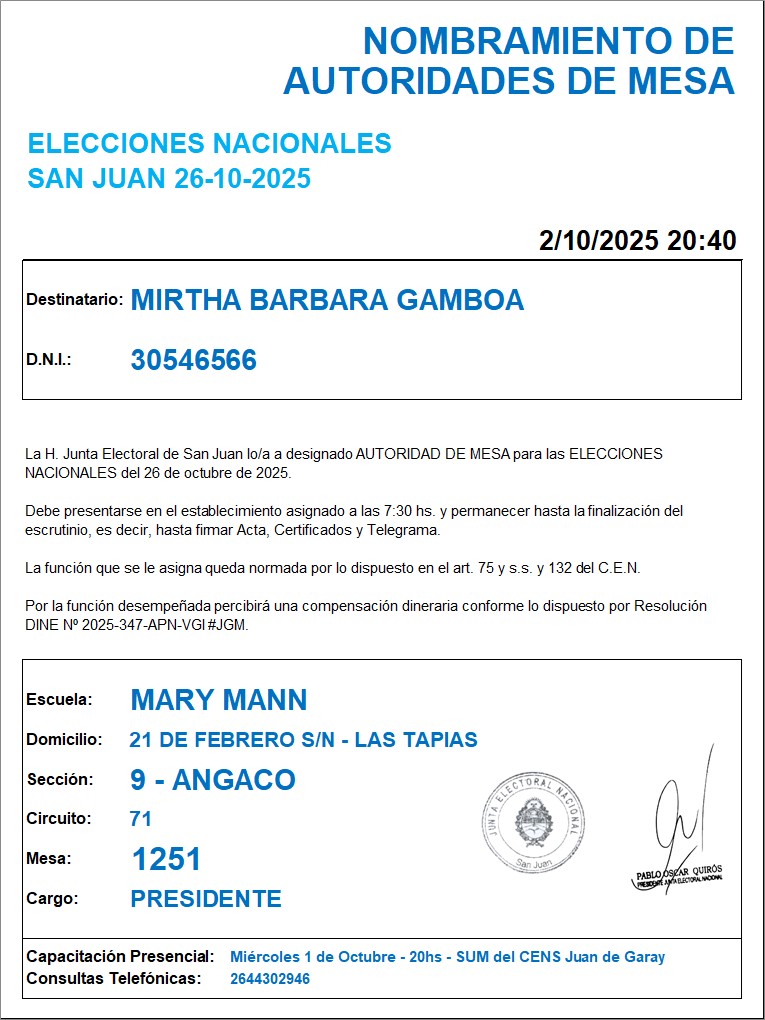 NOMBRAMIENTO DE
AUTORIDADES DE MESA
ELECCIONES NACIONALES
SAN JUAN 26-10-2025
2/10/2025 20:40
Destinatario: MIRTHA BARBARA GAMBOA
D.N.I.: 30546566
La H. Junta Electoral de San Juan lo/a a designado AUTORIDAD DE MESA para las ELECCIONES
NACIONALES del 26 de octubre de 2025.
Debe presentarse en el establecimiento asignado a las 7:30 hs. y permanecer hasta la finalización del
escrutinio, es decir, hasta firmar Acta, Certificados y Telegrama.
La función que se le asigna queda normada por lo dispuesto en el art. 75 y s.s. y 132 del C.E.N.
Por la función desempeñada percibirá una compensación dineraria conforme lo dispuesto por Resolución
DINE Nº 2025-347-APN-VGI#JGM.
Escuela: MARY MANN
Domicilio: 21 DE FEBRERO S/N - LAS TAPIAS
Sección: 9 - ANGACO
Circuito: 71
Mesa: 1251
Cargo: PRESIDENTE
JUNTA ELECTORAL NACIONAL
San Juan
PABLO OSCAR QUIRÓS
PRESIDENTE JUNTA ELECTORAL NACIONAL
Capacitación Presencial: Miércoles 1 de Octubre - 20hs - SUM del CENS Juan de Garay
Consultas Telefónicas: 2644302946